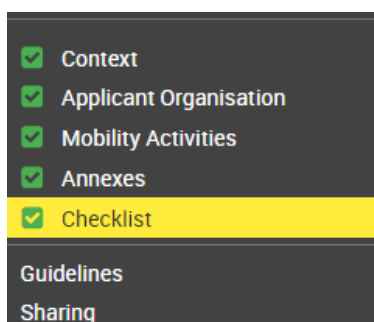 Context
Applicant Organisation
Mobility Activities
Annexes
Checklist
Guidelines
Sharing